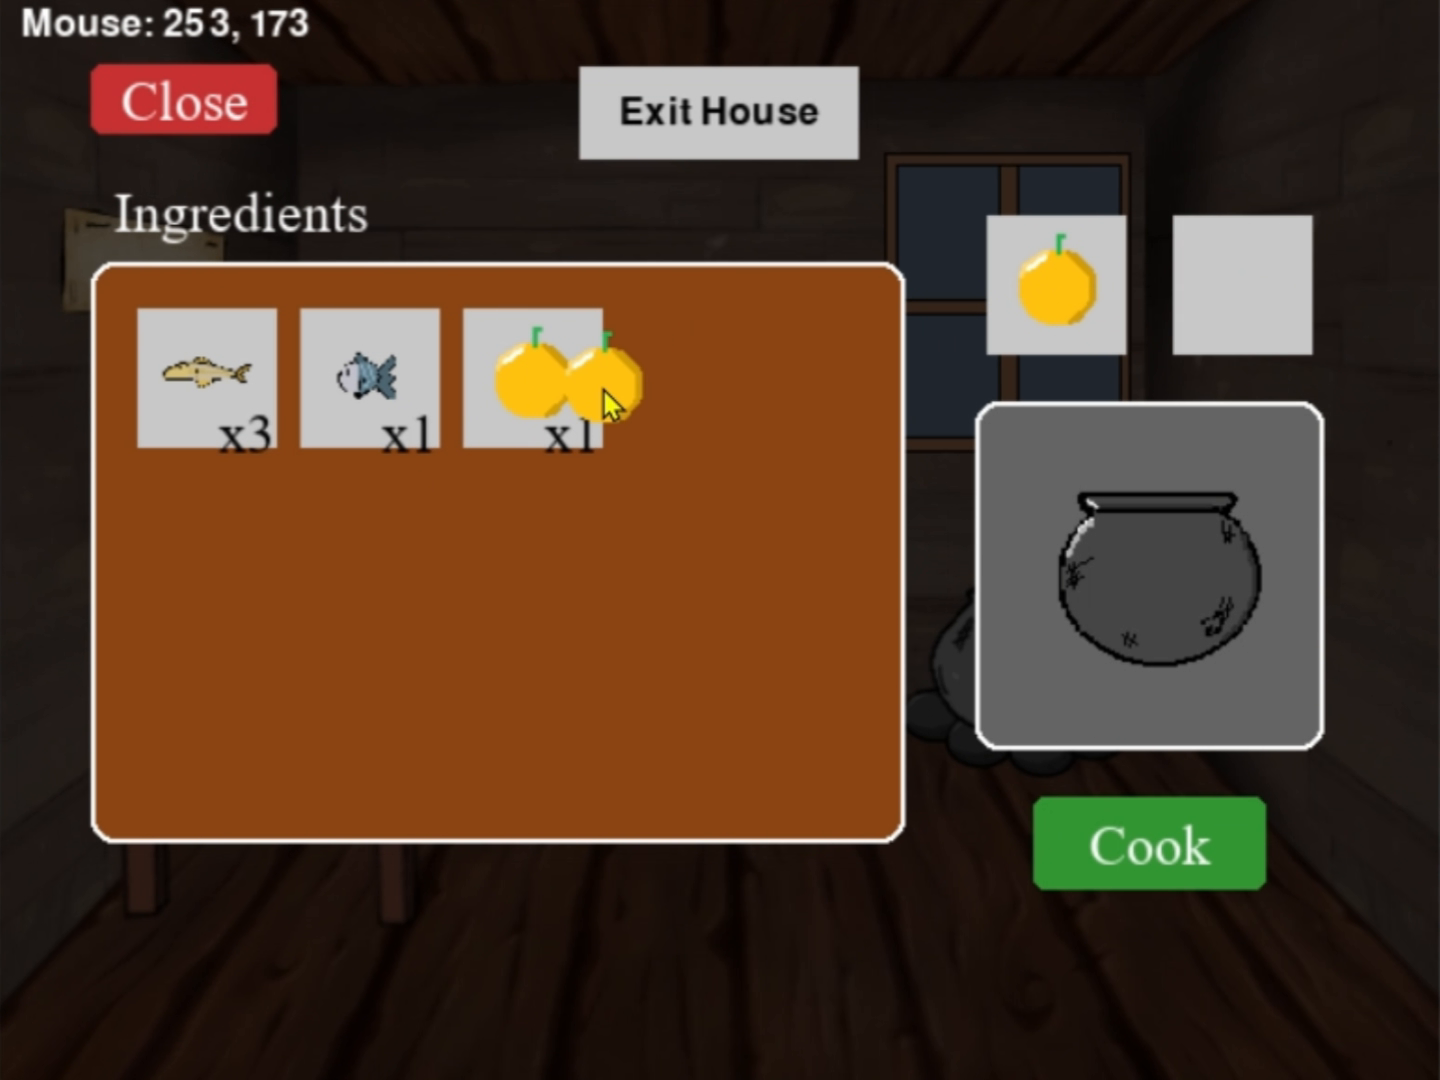 Mouse: 253, 173
Close
Exit House
Ingredients
x3
x1
x1
Cook